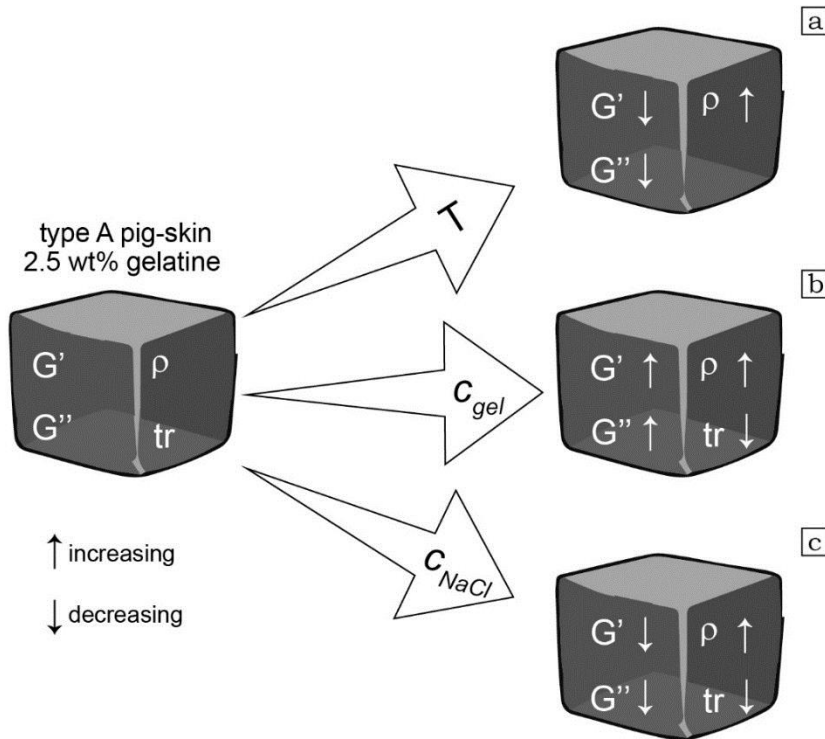 a
G' ↓ ρ ↑
G'' ↓
T
type A pig-skin
2.5 wt% gelatine
G' ρ
G'' tr
b
G' ↑ ρ ↑
G'' ↑ tr ↓
c_gel
c
G' ↓ ρ ↑
G'' ↓ tr ↓
c_NaCl
↑ increasing
↓ decreasing